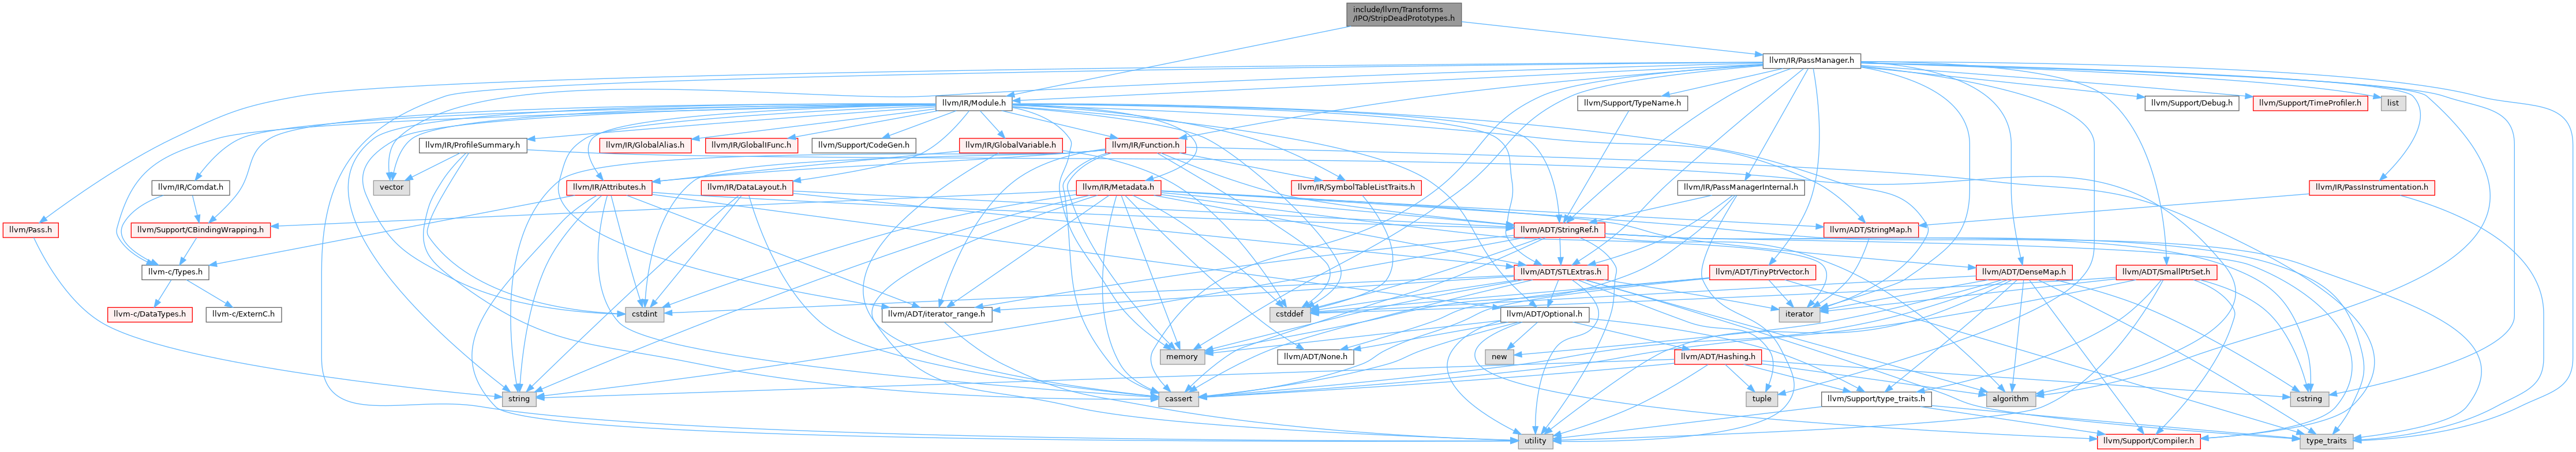 include/llvm/Transforms
/IPO/StripDeadPrototypes.h
llvm/IR/PassManager.h
llvm/IR/Module.h
llvm/Support/TypeName.h
llvm/Support/Debug.h
llvm/Support/TimeProfiler.h
list
llvm/IR/ProfileSummary.h
llvm/IR/GlobalAlias.h
llvm/IR/GlobalIFunc.h
llvm/Support/CodeGen.h
llvm/IR/GlobalVariable.h
llvm/IR/Function.h
vector
llvm/IR/Comdat.h
llvm/IR/Attributes.h
llvm/IR/DataLayout.h
llvm/IR/Metadata.h
llvm/IR/SymbolTableListTraits.h
llvm/IR/PassManagerInternal.h
llvm/IR/PassInstrumentation.h
llvm/Pass.h
llvm/Support/CBindingWrapping.h
llvm/ADT/StringRef.h
llvm/ADT/StringMap.h
llvm-c/Types.h
llvm/ADT/STLExtras.h
llvm/ADT/TinyPtrVector.h
llvm/ADT/DenseMap.h
llvm/ADT/SmallPtrSet.h
llvm-c/DataTypes.h
llvm-c/ExternC.h
cstdint
llvm/ADT/iterator_range.h
cstddef
llvm/ADT/Optional.h
iterator
memory
llvm/ADT/None.h
new
llvm/ADT/Hashing.h
string
cassert
tuple
llvm/Support/type_traits.h
algorithm
cstring
utility
llvm/Support/Compiler.h
type_traits